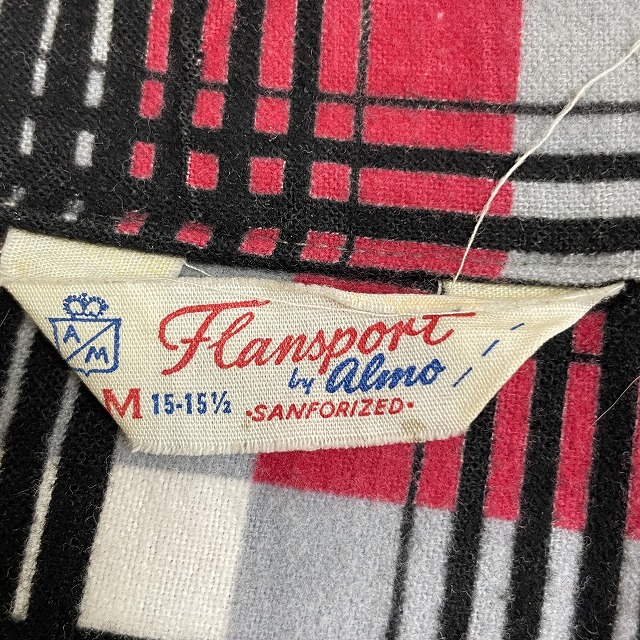 A
M
Flansport
by Almo
M 15-15½
•SANFORIZED•